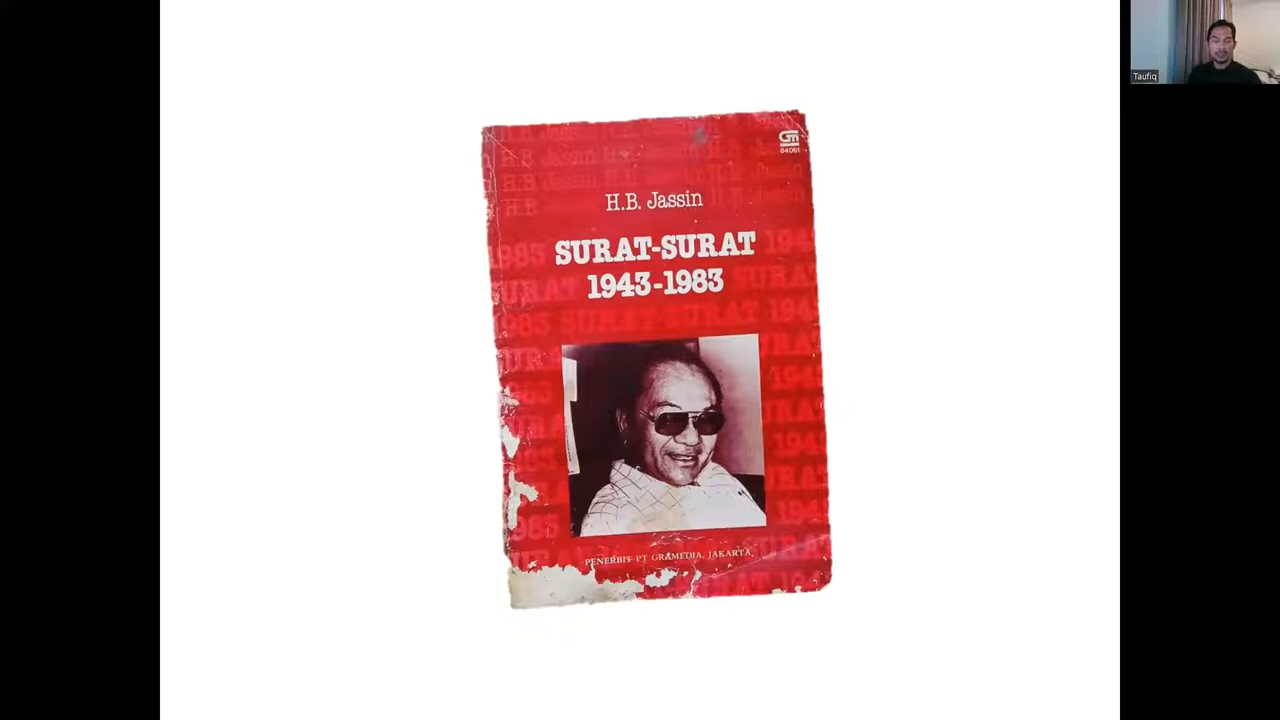 GM
84061
H.B. Jassin
SURAT-SURAT
1943-1983
PENERBIT PT GRAMEDIA, JAKARTA
Taufiq